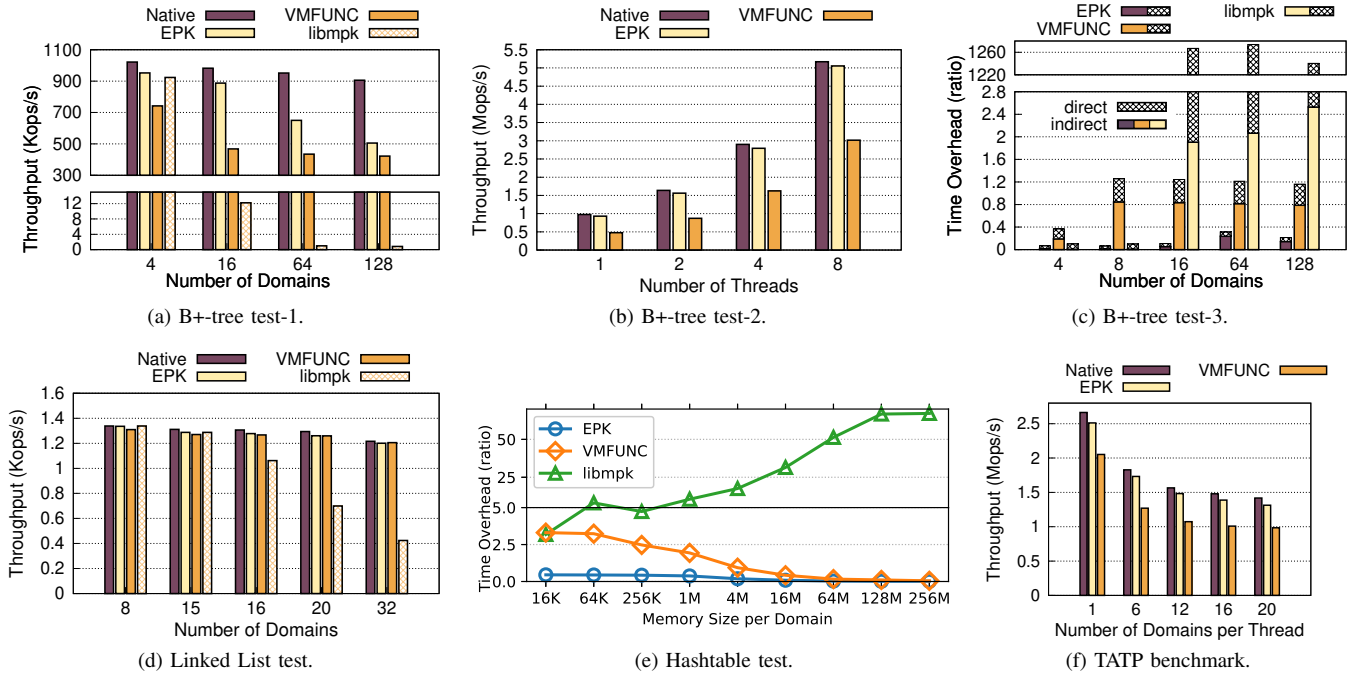 Native
VMFUNC
EPK
libmpk
1100
900
700
500
300
12
8
4
0
Throughput (Kops/s)
4 16 64 128
Number of Domains
(a) B+-tree test-1.
Native
VMFUNC
EPK
5.5
5
4.5
4
3.5
3
2.5
2
1.5
1
0.5
0
Throughput (Mops/s)
1 2 4 8
Number of Threads
(b) B+-tree test-2.
EPK
libmpk
VMFUNC
1260
1220
2.8
2.4
2
1.6
1.2
0.8
0.4
0
Time Overhead (ratio)
direct
indirect
4 8 16 64 128
Number of Domains
(c) B+-tree test-3.
Native
VMFUNC
EPK
libmpk
1.6
1.4
1.2
1
0.8
0.6
0.4
0.2
0
Throughput (Kops/s)
8 15 16 20 32
Number of Domains
(d) Linked List test.
EPK
VMFUNC
libmpk
50
25
5.0
2.5
0.0
Time Overhead (ratio)
16K 64K 256K 1M 4M 16M 64M 128M 256M
Memory Size per Domain
(e) Hashtable test.
Native
VMFUNC
EPK
2.5
2
1.5
1
0.5
0
Throughput (Mops/s)
1 6 12 16 20
Number of Domains per Thread
(f) TATP benchmark.